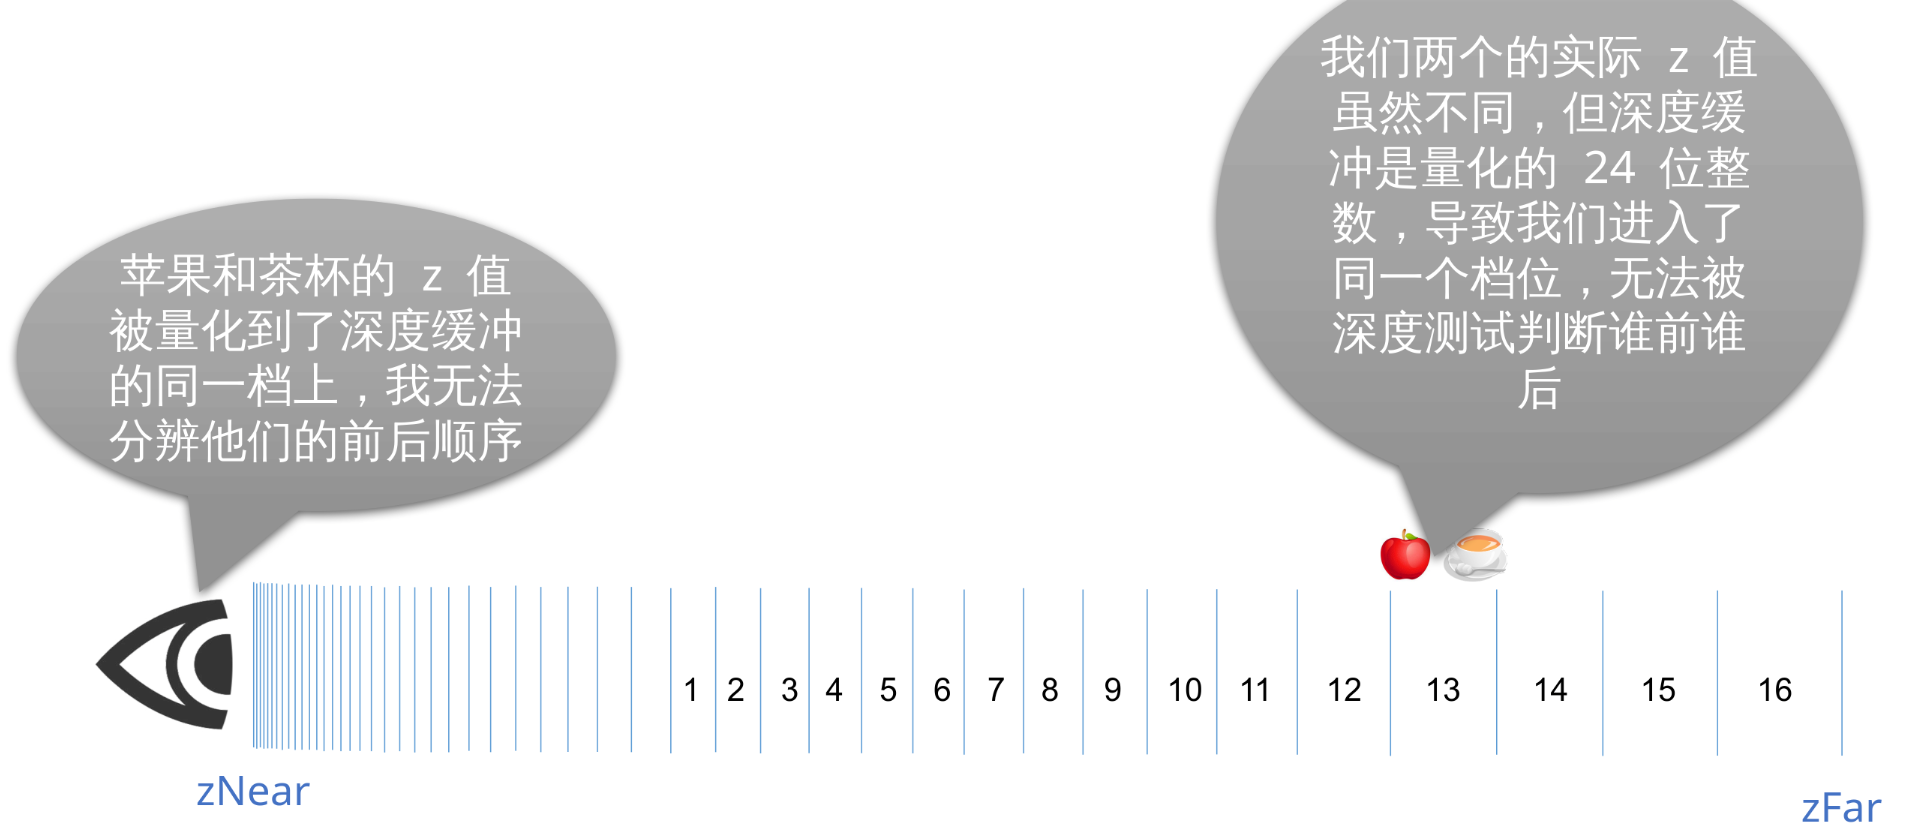 我们两个的实际 z 值
虽然不同，但深度缓
冲是量化的 24 位整
数，导致我们进入了
同一个档位，无法被
深度测试判断谁前谁
后
苹果和茶杯的 z 值
被量化到了深度缓冲
的同一档上，我无法
分辨他们的前后顺序
1 2 3 4 5 6 7 8 9 10 11 12 13 14 15 16
zNear
zFar